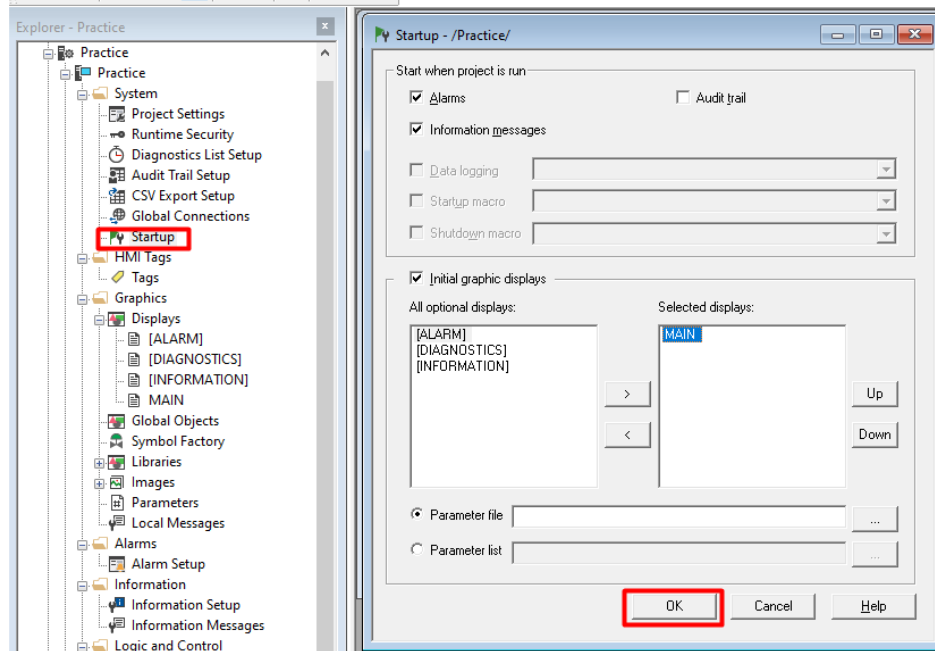 Explorer - Practice
Practice
Practice
System
Project Settings
Runtime Security
Diagnostics List Setup
Audit Trail Setup
CSV Export Setup
Global Connections
Startup
HMI Tags
Tags
Graphics
Displays
[ALARM]
[DIAGNOSTICS]
[INFORMATION]
MAIN
Global Objects
Symbol Factory
Libraries
Images
Parameters
Local Messages
Alarms
Alarm Setup
Information
Information Setup
Information Messages
Logic and Control
Startup - /Practice/
Start when project is run
Alarms
Audit trail
Information messages
Data logging
Startup macro
Shutdown macro
Initial graphic displays
All optional displays:
Selected displays:
[ALARM]
[DIAGNOSTICS]
[INFORMATION]
MAIN
>
<
Up
Down
Parameter file
...
Parameter list
...
OK
Cancel
Help